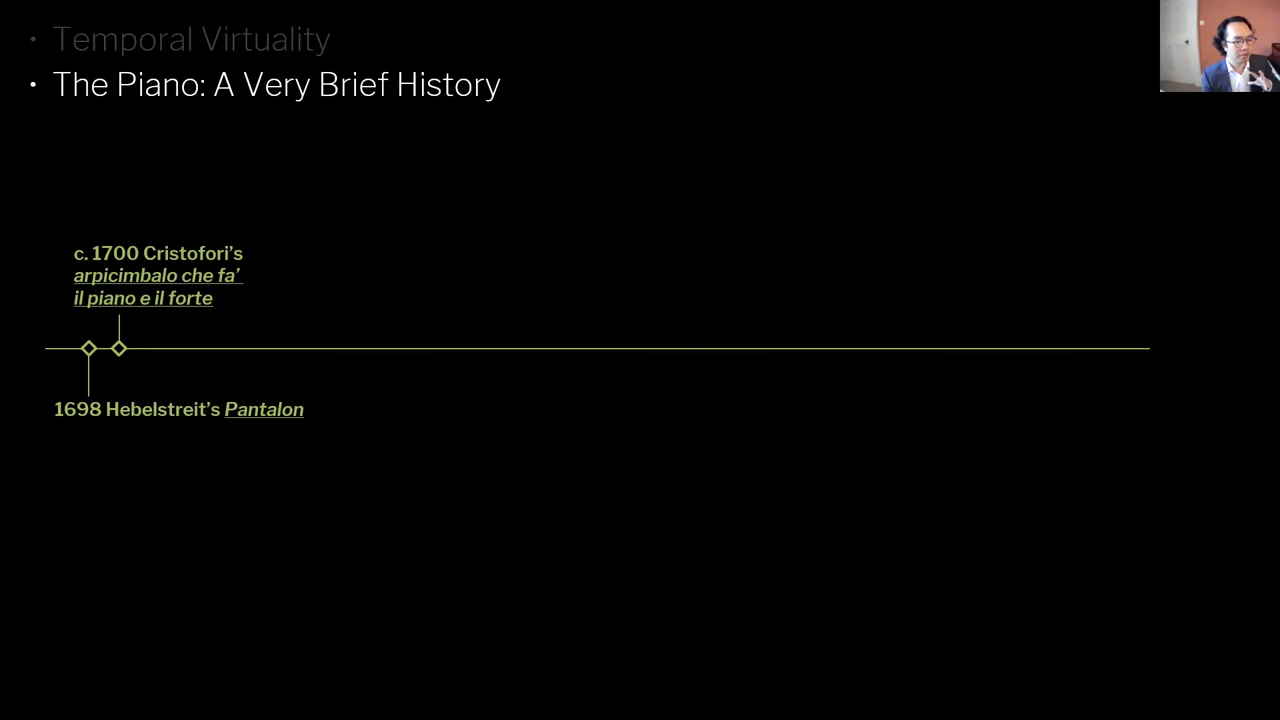 • Temporal Virtuality
• The Piano: A Very Brief History
c. 1700 Cristofori's
arpicimbalo che fa'
il piano e il forte
1698 Hebelstreit's Pantalon